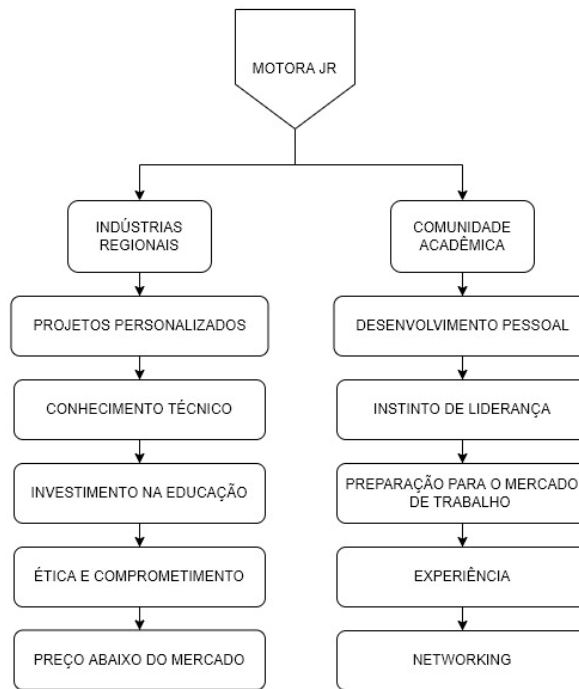 MOTORA JR
INDÚSTRIAS
REGIONAIS
COMUNIDADE
ACADÊMICA
PROJETOS PERSONALIZADOS
DESENVOLVIMENTO PESSOAL
CONHECIMENTO TÉCNICO
INSTINTO DE LIDERANÇA
INVESTIMENTO NA EDUCAÇÃO
PREPARAÇÃO PARA O MERCADO
DE TRABALHO
ÉTICA E COMPROMETIMENTO
EXPERIÊNCIA
PREÇO ABAIXO DO MERCADO
NETWORKING